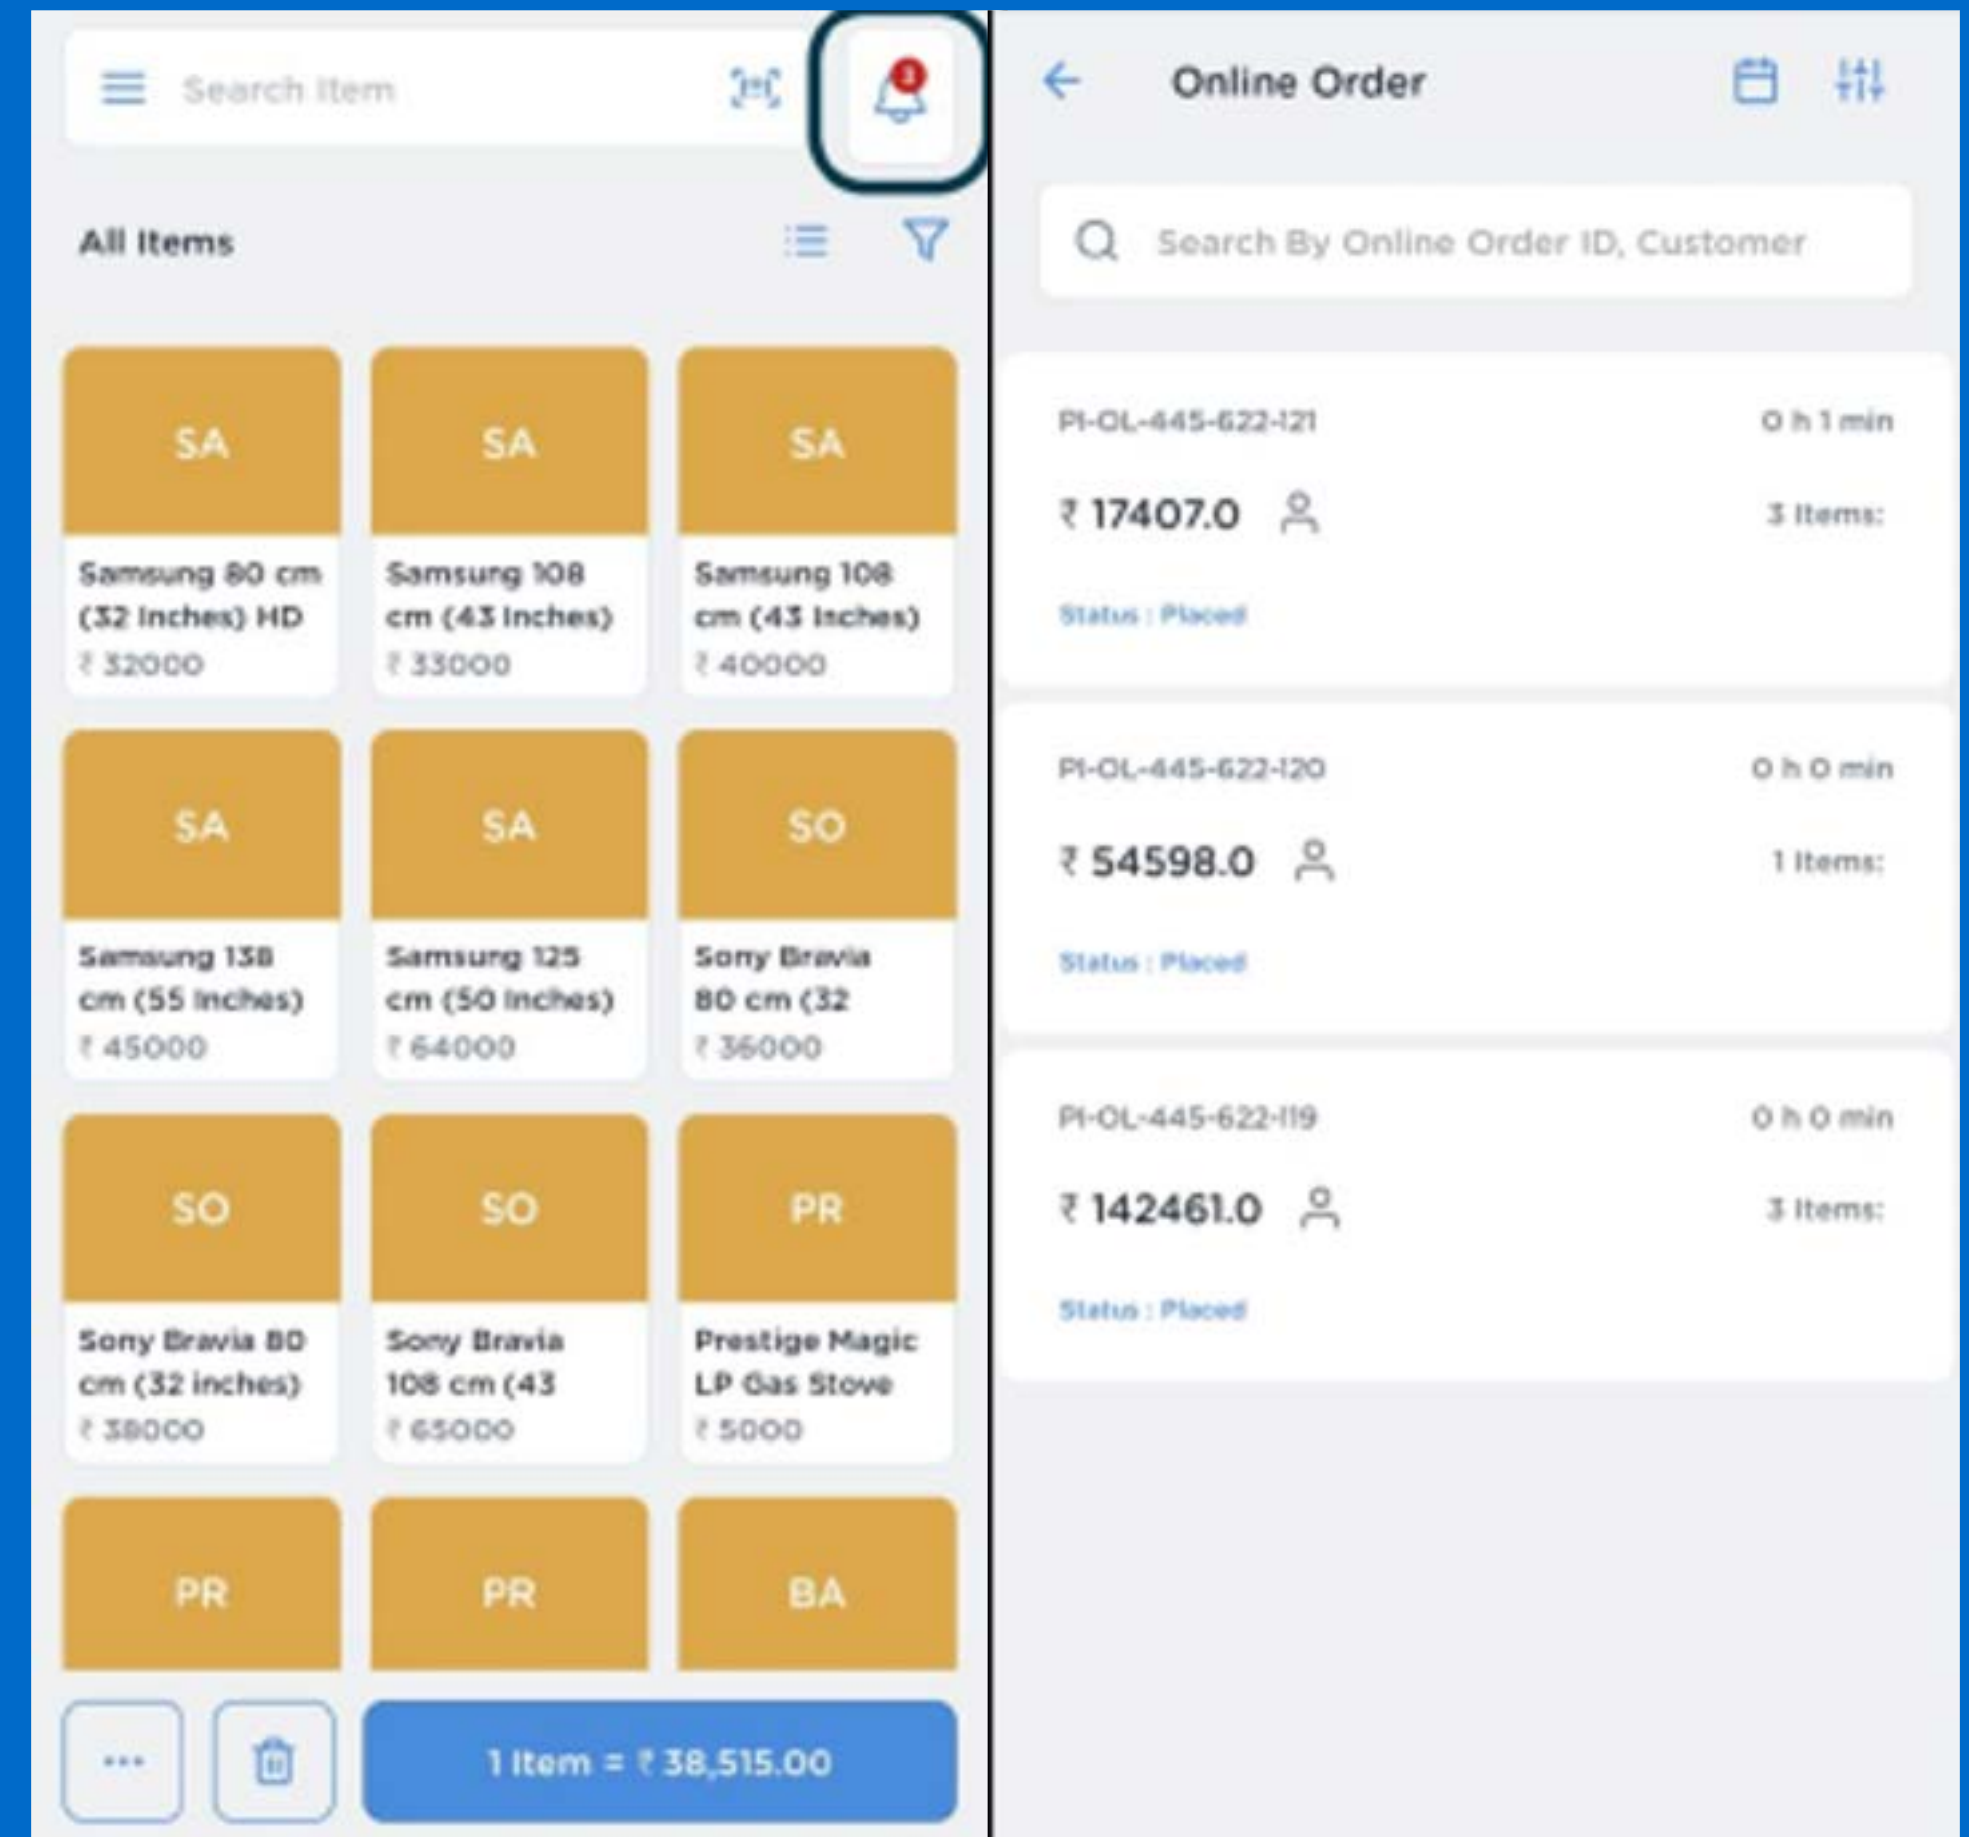 Search Item
3
All Items
SA
SA
SA
Samsung 80 cm
(32 Inches) HD
₹ 32000
Samsung 108
cm (43 Inches)
₹ 33000
Samsung 108
cm (43 Inches)
₹ 40000
SA
SA
SO
Samsung 138
cm (55 Inches)
₹ 45000
Samsung 125
cm (50 Inches)
₹ 64000
Sony Bravia
80 cm (32
₹ 36000
SO
SO
PR
Sony Bravia 80
cm (32 inches)
₹ 38000
Sony Bravia
108 cm (43
₹ 65000
Prestige Magic
LP Gas Stove
₹ 5000
PR
PR
BA
1 Item = ₹ 38,515.00
Online Order
Search By Online Order ID, Customer
PI-OL-445-622-121
0 h 1 min
₹ 17407.0
3 Items:
Status : Placed
PI-OL-445-622-120
0 h 0 min
₹ 54598.0
1 Items:
Status : Placed
PI-OL-445-622-119
0 h 0 min
₹ 142461.0
3 Items:
Status : Placed